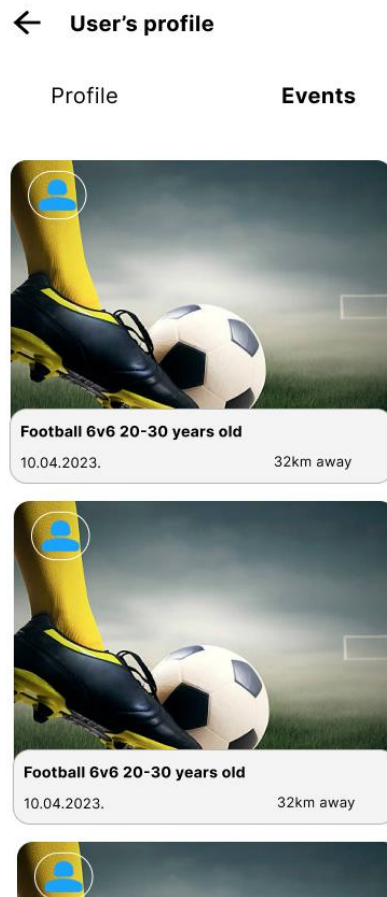 User's profile
Profile Events
Football 6v6 20-30 years old
10.04.2023. 32km away
Football 6v6 20-30 years old
10.04.2023. 32km away